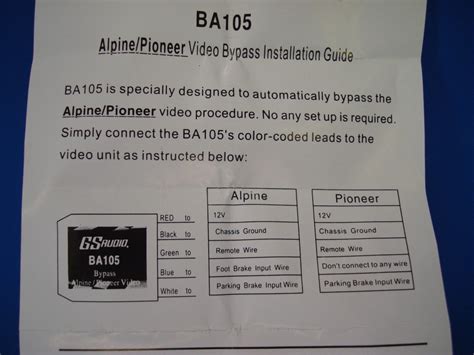 BA105
Alpine/Pioneer Video Bypass Installation Guide
BA105 is specially designed to automatically bypass the
Alpine/Pioneer video procedure. No any set up is required.
Simply connect the BA105's color-coded leads to the
video unit as instructed below:
Alpine Pioneer
RED to 12V 12V
Black to Chassis Ground Chassis Ground
Green to Remote Wire Remote Wire
Blue to Foot Brake Input Wire Don't connect to any wire
White to Parking Brake Input Wire Parking Brake Input Wire
GS AUDIO
BA105
Bypass
Alpine/Pioneer Video